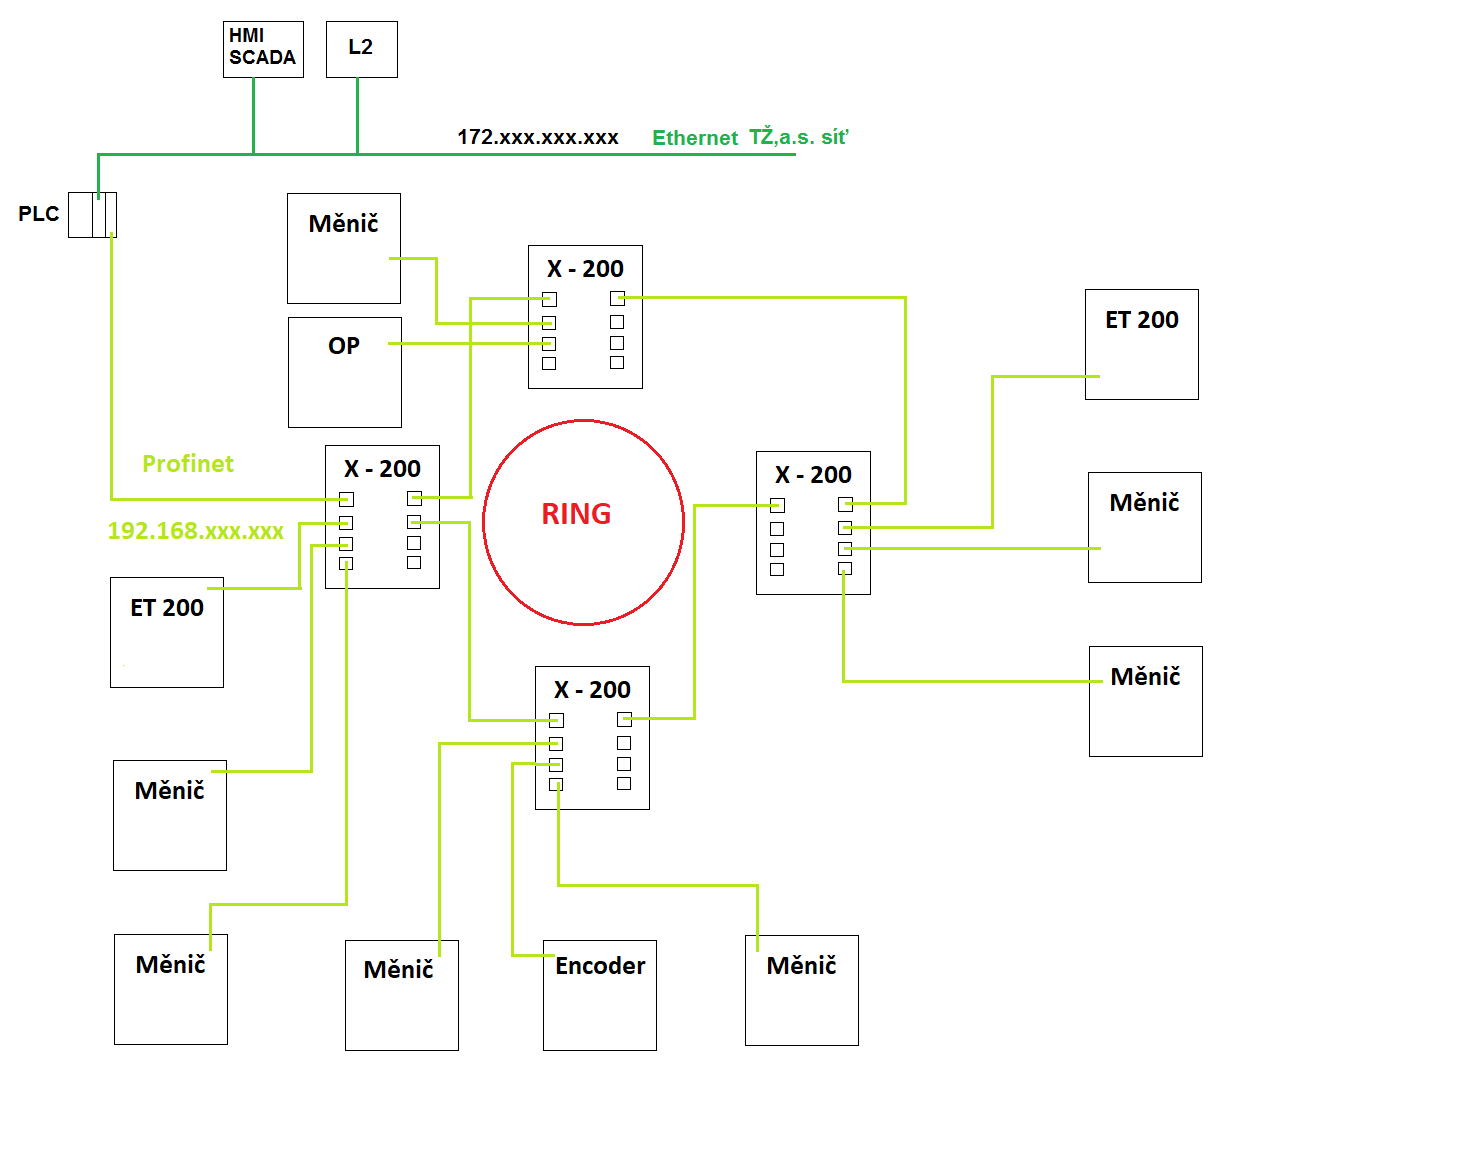 HMI
SCADA
L2
172.xxx.xxx.xxx
Ethernet TŽ,a.s. síť
PLC
Měnič
X - 200
OP
ET 200
Profinet
X - 200
RING
X - 200
Měnič
192.168.xxx.xxx
ET 200
X - 200
Měnič
Měnič
Měnič
Měnič
Encoder
Měnič